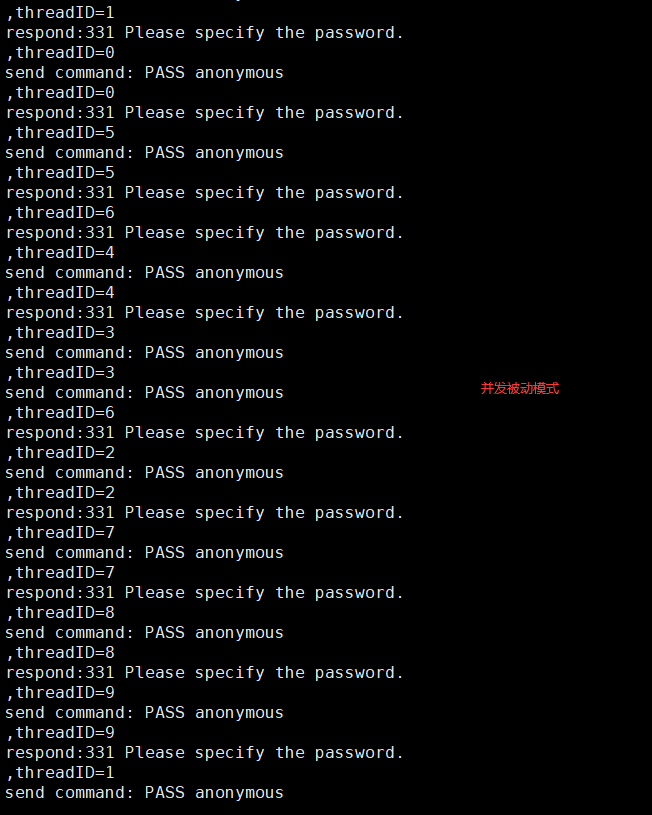 ,threadID=1
respond:331 Please specify the password.
,threadID=0
send command: PASS anonymous
,threadID=0
respond:331 Please specify the password.
,threadID=5
send command: PASS anonymous
,threadID=5
respond:331 Please specify the password.
,threadID=6
respond:331 Please specify the password.
,threadID=4
send command: PASS anonymous
,threadID=4
respond:331 Please specify the password.
,threadID=3
send command: PASS anonymous
,threadID=3
send command: PASS anonymous
并发被动模式
,threadID=6
respond:331 Please specify the password.
,threadID=2
send command: PASS anonymous
,threadID=2
respond:331 Please specify the password.
,threadID=7
send command: PASS anonymous
,threadID=7
respond:331 Please specify the password.
,threadID=8
send command: PASS anonymous
,threadID=8
respond:331 Please specify the password.
,threadID=9
send command: PASS anonymous
,threadID=9
respond:331 Please specify the password.
,threadID=1
send command: PASS anonymous